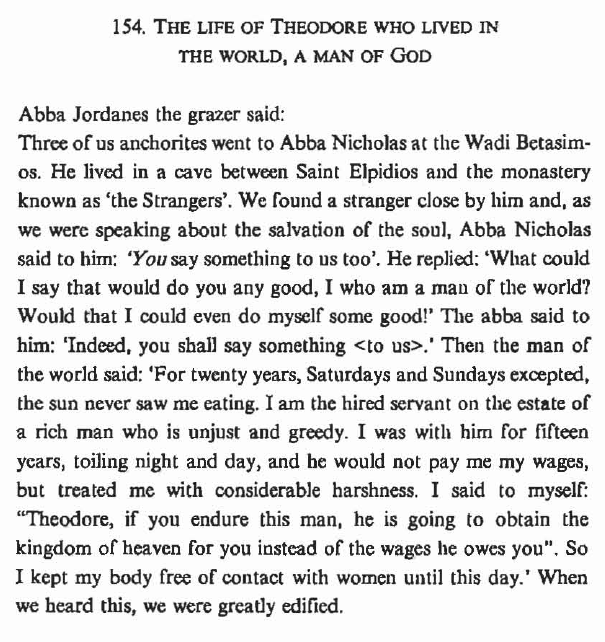 154. THE LIFE OF THEODORE WHO LIVED IN
THE WORLD, A MAN OF GOD
Abba Jordanes the grazer said:
Three of us anchorites went to Abba Nicholas at the Wadi Betasim-
os. He lived in a cave between Saint Elpidios and the monastery
known as ‘the Strangers’. We found a stranger close by him and, as
we were speaking about the salvation of the soul, Abba Nicholas
said to him: ‘You say something to us too’. He replied: ‘What could
I say that would do you any good, I who am a man of the world?
Would that I could even do myself some good!’ The abba said to
him: ‘Indeed, you shall say something <to us>.’ Then the man of
the world said: ‘For twenty years, Saturdays and Sundays excepted,
the sun never saw me eating. I am the hired servant on the estate of
a rich man who is unjust and greedy. I was with him for fifteen
years, toiling night and day, and he would not pay me my wages,
but treated me with considerable harshness. I said to myself:
“Theodore, if you endure this man, he is going to obtain the
kingdom of heaven for you instead of the wages he owes you”. So
I kept my body free of contact with women until this day.’ When
we heard this, we were greatly edified.